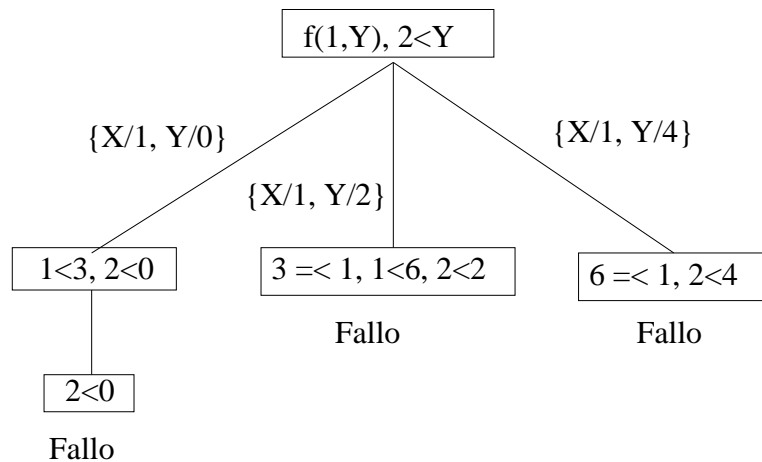 f(1,Y), 2<Y
{X/1, Y/0}
{X/1, Y/4}
{X/1, Y/2}
1<3, 2<0
3 =< 1, 1<6, 2<2
6 =< 1, 2<4
Fallo
Fallo
2<0
Fallo